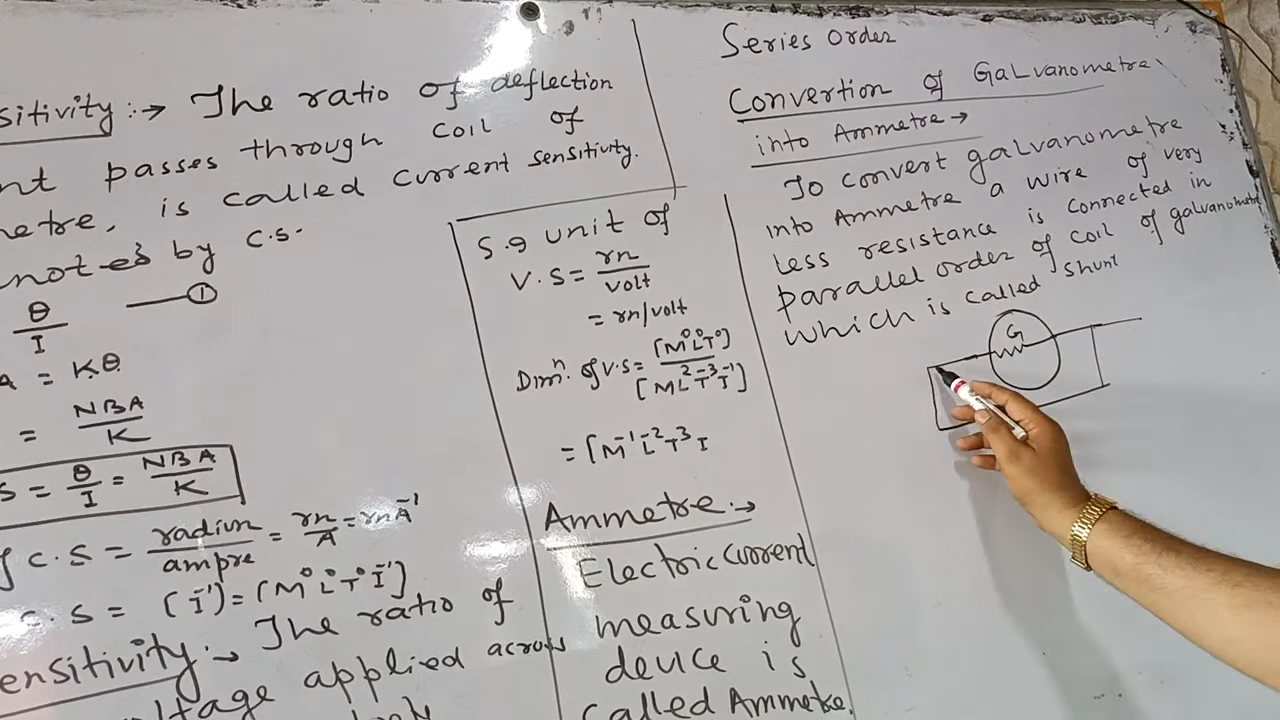 sitivity :→ The ratio of deflection
nt passes through coil of
metre, is called current sensitivity.
notes by C.S.
θ/I —— ①
A = Kθ
= NBA/K
S = θ/I = NBA/K
f C.S = radiun/ampre = rn/A = rnA⁻¹
C.S = [I⁻¹] = [M⁰L⁰T⁰I⁻¹]
ensitivity :→ The ratio of
ltage applied across
S.g unit of
V.S = rn/volt
= rn/volt
Dimⁿ. of V.S = [M⁰L⁰T⁰]/[ML²T⁻³I⁻¹]
= [M⁻¹L⁻²T³I
Ammetre :→
Electric current
measuring
device is
called Ammetre.
Series Order
Convertion of Galvanometre
into Ammetre →
To convert galvanometre
into Ammetre a wire of very
less resistance is connected in
parallel order of coil of galvanometre
which is called shunt
G